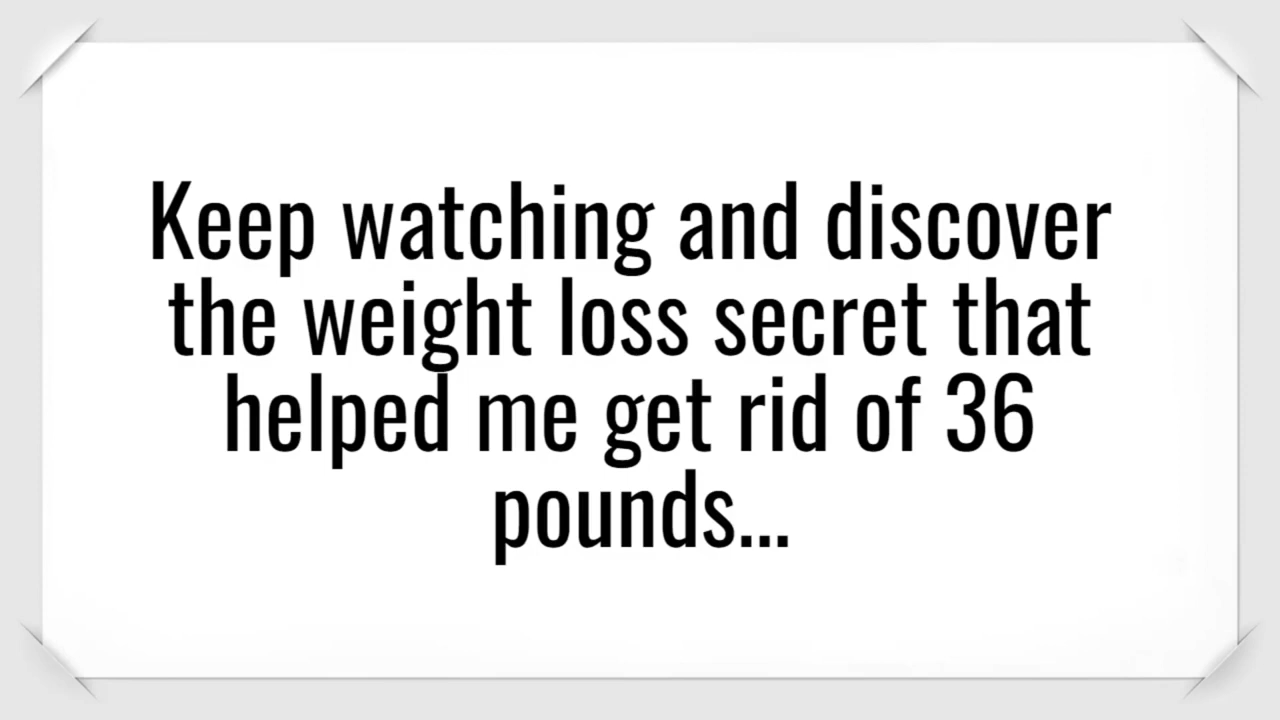 Keep watching and discover
the weight loss secret that
helped me get rid of 36
pounds...